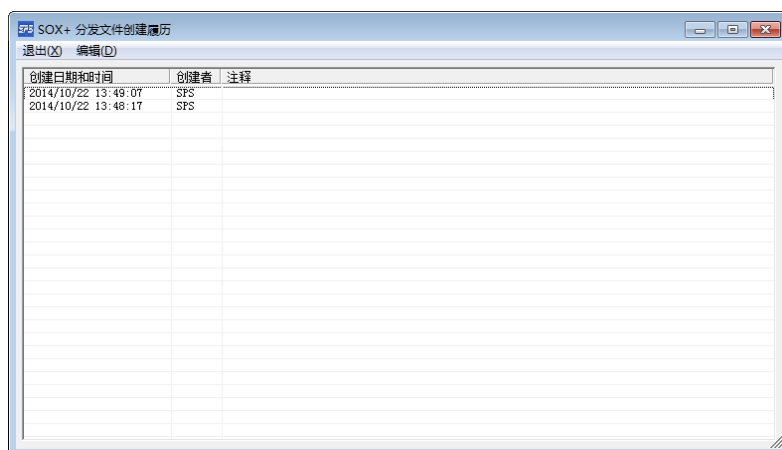 SPS SOX+ 分发文件创建履历
退出(X) 编辑(D)
创建日期和时间 创建者 注释
2014/10/22 13:49:07 SPS
2014/10/22 13:48:17 SPS